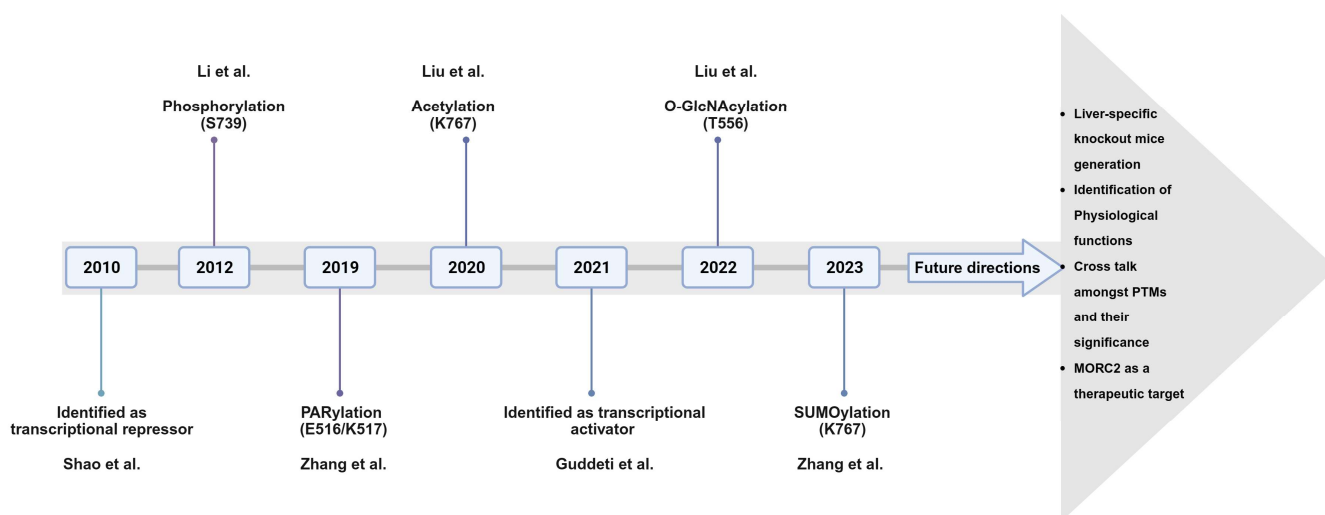 Li et al.
Phosphorylation
(S739)
Liu et al.
Acetylation
(K767)
Liu et al.
O-GlcNAcylation
(T556)
2010
2012
2019
2020
2021
2022
2023
Future directions
Identified as
transcriptional repressor
Shao et al.
PARylation
(E516/K517)
Zhang et al.
Identified as transcriptional
activator
Guddeti et al.
SUMOylation
(K767)
Zhang et al.
• Liver-specific
knockout mice
generation
• Identification of
Physiological
functions
• Cross talk
amongst PTMs
and their
significance
• MORC2 as a
therapeutic target